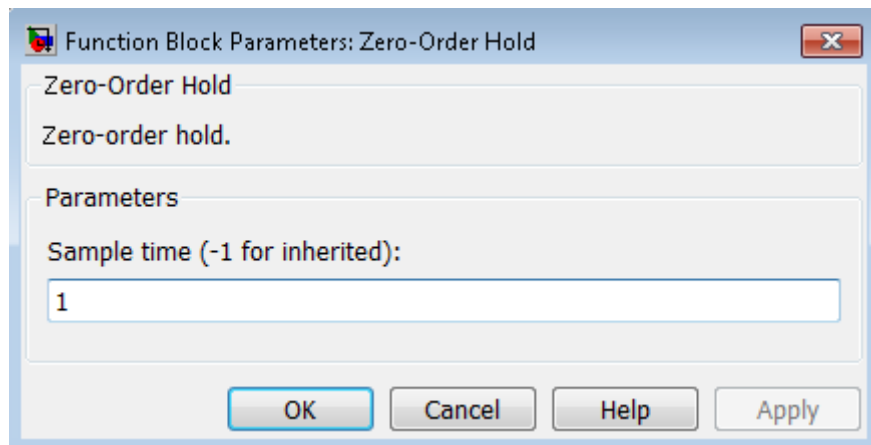 Function Block Parameters: Zero-Order Hold
Zero-Order Hold
Zero-order hold.
Parameters
Sample time (-1 for inherited):
1
OK Cancel Help Apply